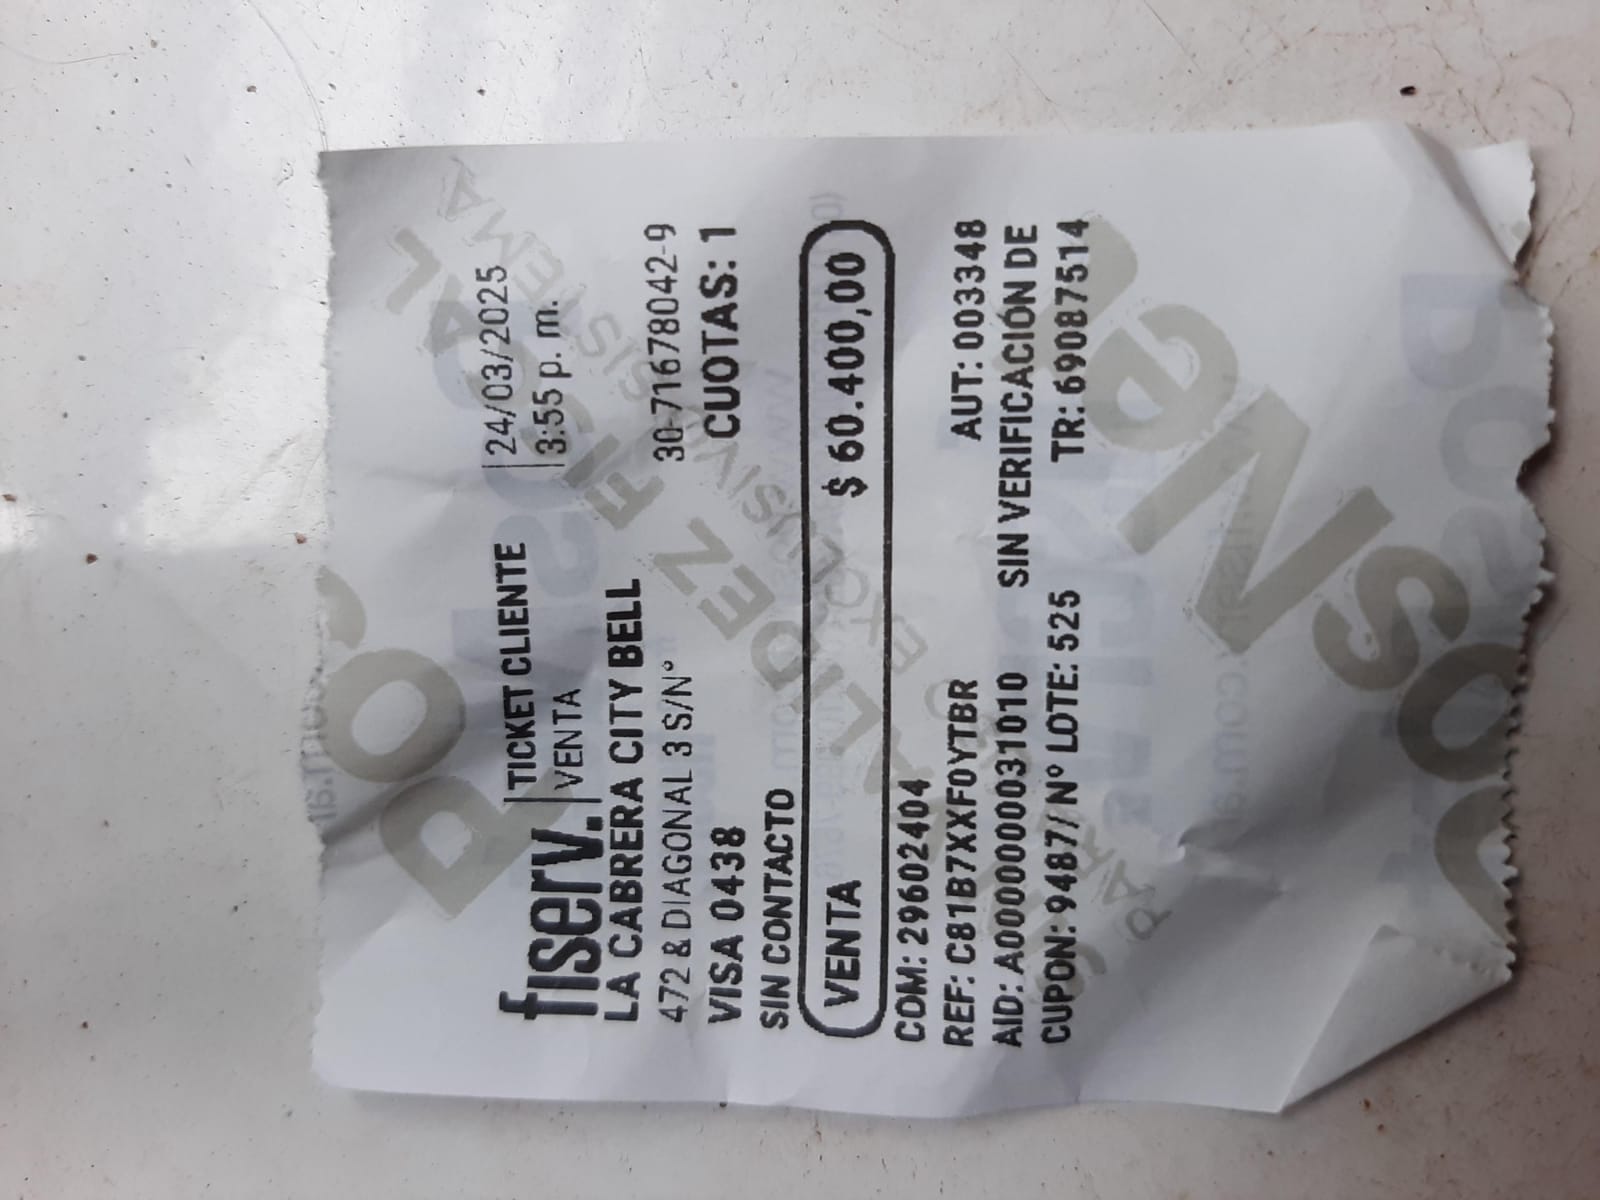 fiserv.
TICKET CLIENTE 24/03/2025
VENTA 3:55 p. m.
LA CABRERA CITY BELL
472 & DIAGONAL 3 S/N° 30-71678042-9
VISA 0438 CUOTAS: 1
SIN CONTACTO
VENTA $ 60.400,00
COM: 29602404
REF: C81B7XXF0YTBR AUT: 003348
AID: A0000000031010 SIN VERIFICACIÓN DE
CUPON: 9487/ Nº LOTE: 525 TR: 69087514